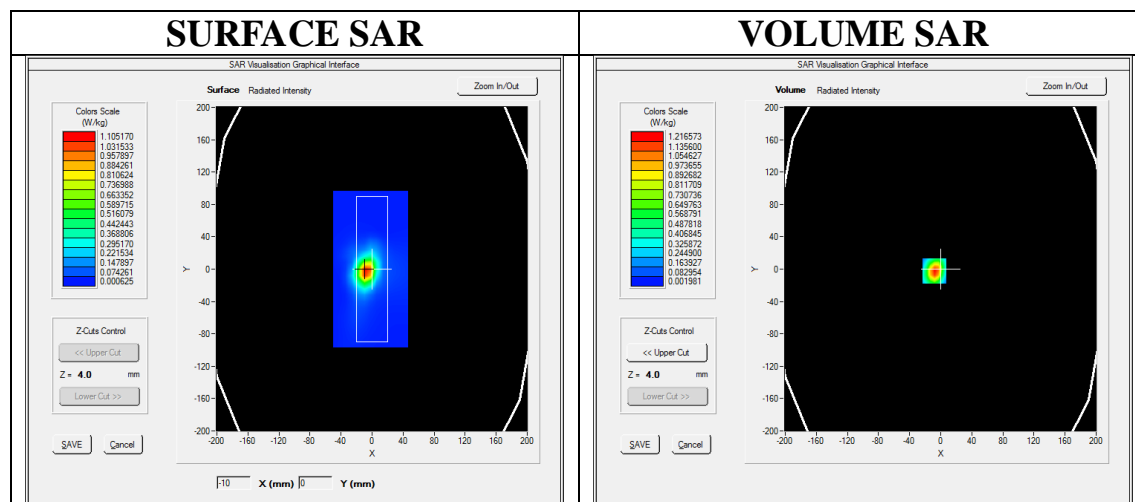 SURFACE SAR
SAR Visualisation Graphical Interface
Surface Radiated Intensity
Zoom In/Out
Colors Scale
(W/kg)
1.105170
1.031533
0.957897
0.884261
0.810624
0.736988
0.663352
0.589715
0.516079
0.442443
0.368806
0.295170
0.221534
0.147897
0.074261
0.000625
Z-Cuts Control
<< Upper Cut
Z = 4.0 mm
Lower Cut >>
SAVE Cancel
200
160
120
80
40
0
-40
-80
-120
-160
-200
Y
-200 -160 -120 -80 -40 0 40 80 120 160 200
X
-10 X (mm) 0 Y (mm)
VOLUME SAR
SAR Visualisation Graphical Interface
Volume Radiated Intensity
Zoom In/Out
Colors Scale
(W/kg)
1.216573
1.135600
1.054627
0.973655
0.892682
0.811709
0.730736
0.649763
0.568791
0.487818
0.406845
0.325872
0.244900
0.163927
0.082954
0.001981
Z-Cuts Control
<< Upper Cut
Z = 4.0 mm
Lower Cut >>
SAVE Cancel
200
160
120
80
40
0
-40
-80
-120
-160
-200
Y
-200 -160 -120 -80 -40 0 40 80 120 160 200
X